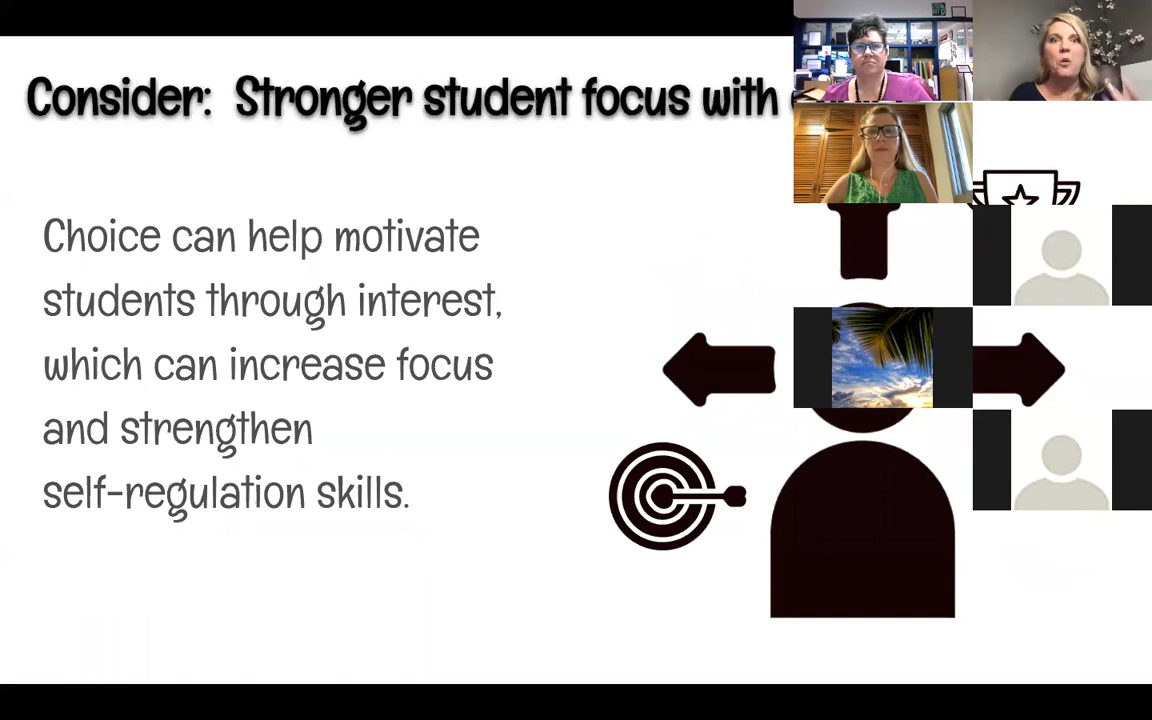 Consider: Stronger student focus with
Choice can help motivate
students through interest,
which can increase focus
and strengthen
self-regulation skills.